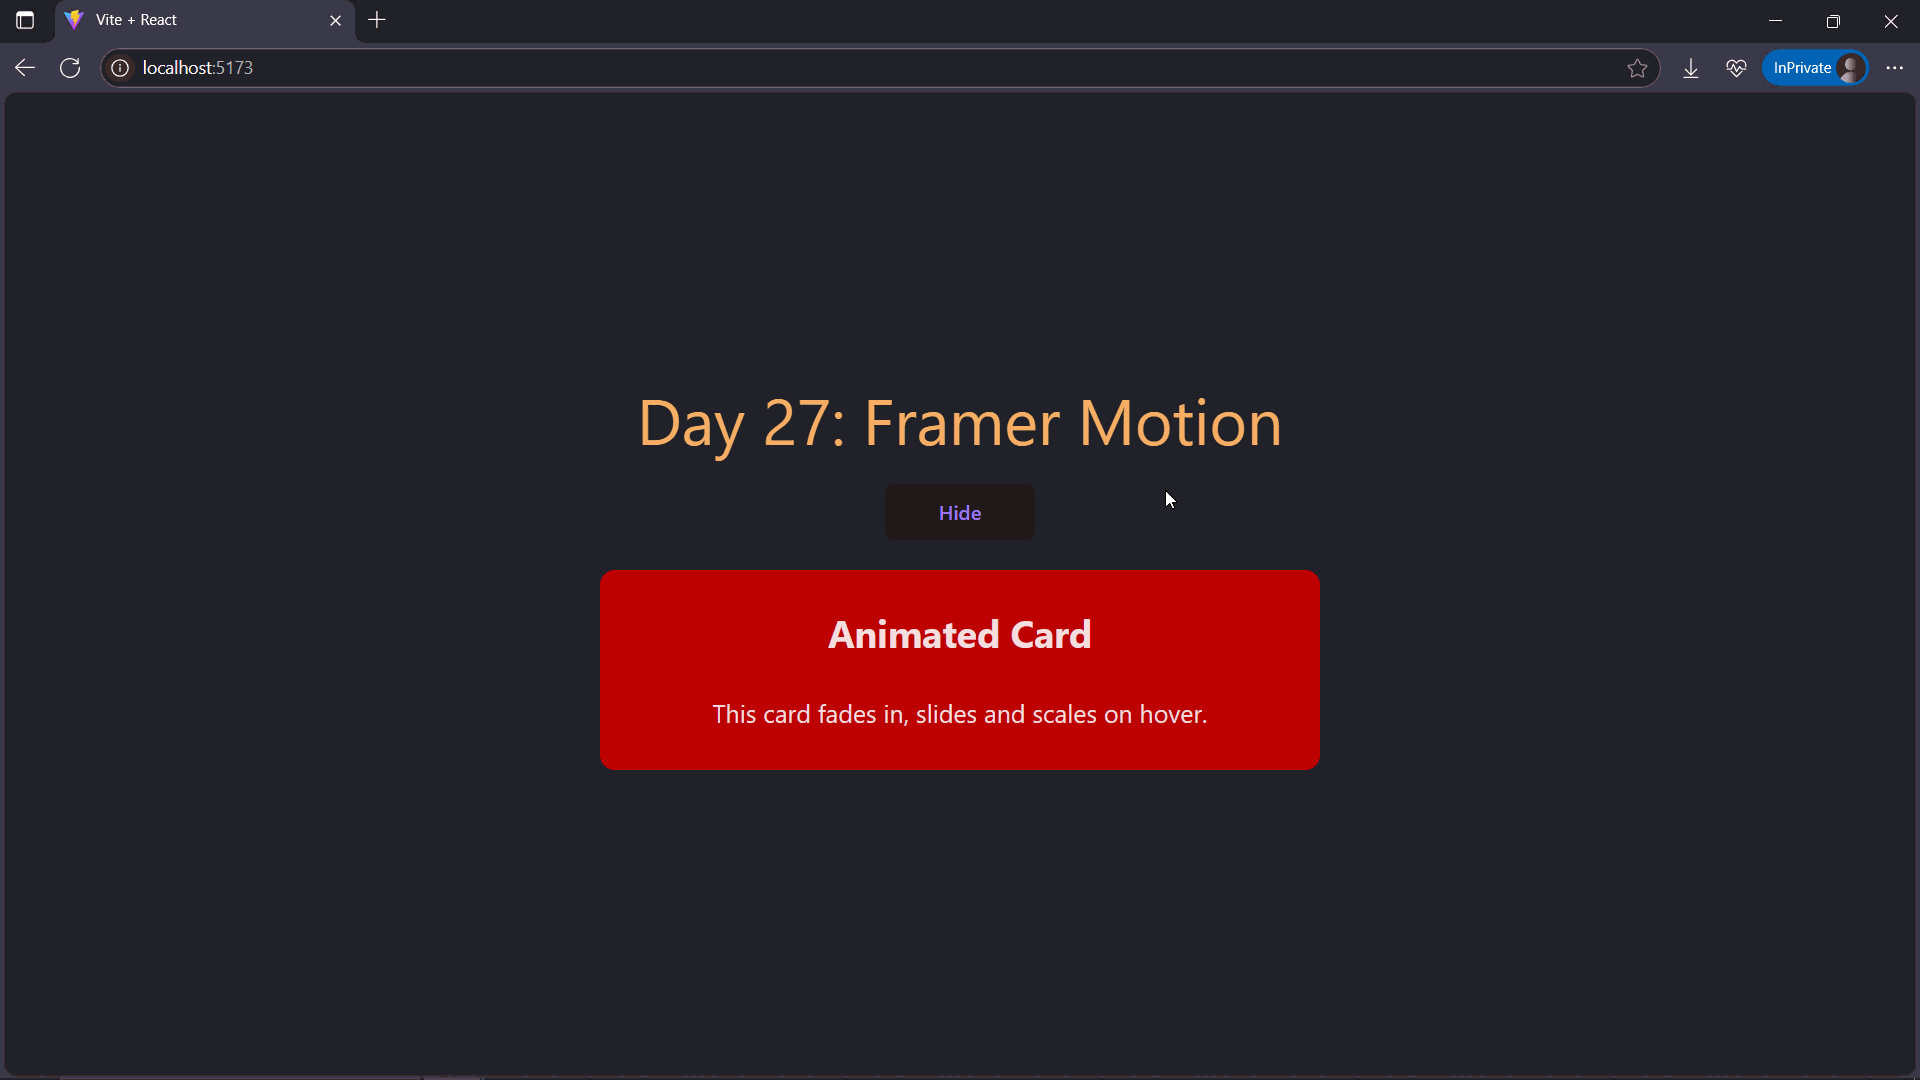 Vite + React
localhost:5173
InPrivate
Day 27: Framer Motion
Hide
Animated Card
This card fades in, slides and scales on hover.